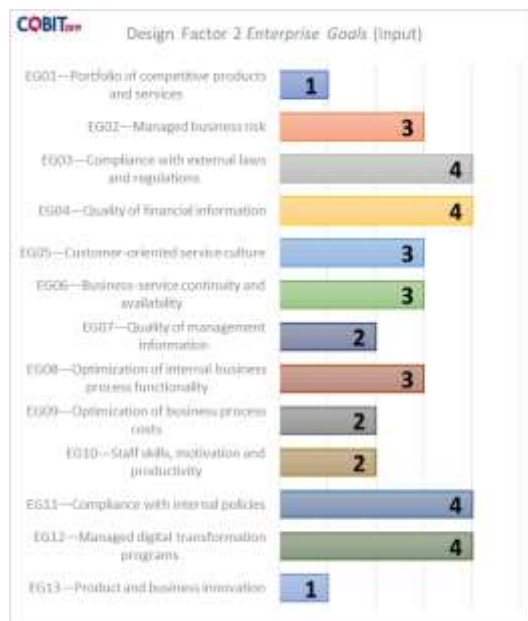 COBIT 2019
Design Factor 2 Enterprise Goals (Input)
EG01—Portfolio of competitive products
and services
1
EG02—Managed business risk
3
EG03—Compliance with external laws
and regulations
4
EG04—Quality of financial information
4
EG05—Customer-oriented service culture
3
EG06—Business-service continuity and
availability
3
EG07—Quality of management
information
2
EG08—Optimization of internal business
process functionality
3
EG09—Optimization of business process
costs
2
EG10—Staff skills, motivation and
productivity
2
EG11—Compliance with internal policies
4
EG12—Managed digital transformation
programs
4
EG13—Product and business innovation
1